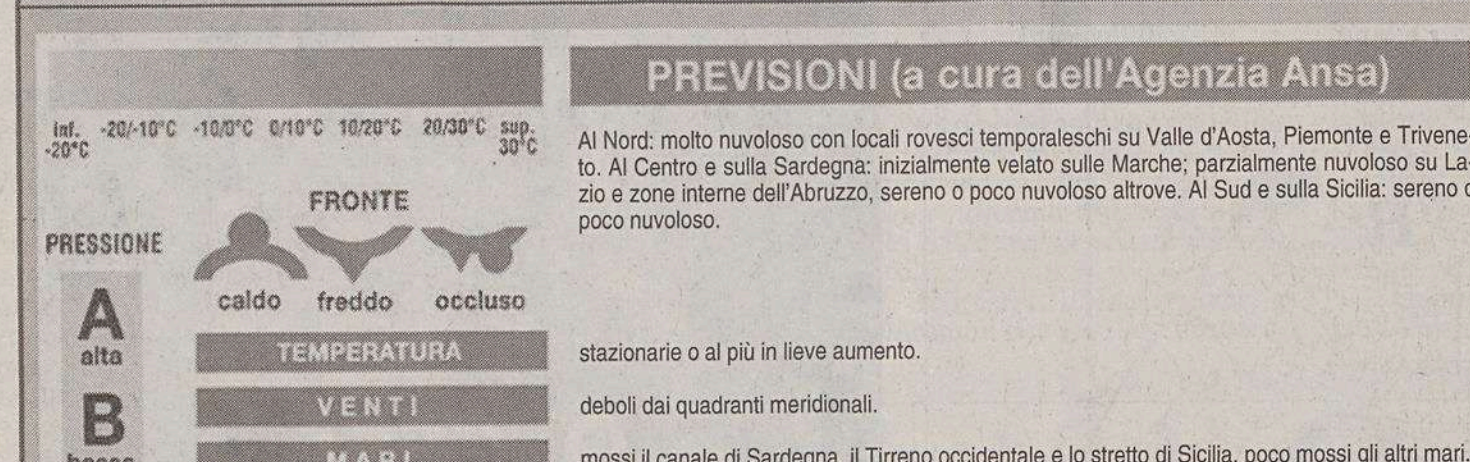 PREVISIONI (a cura dell'Agenzia Ansa)
inf. -20/-10°C -10/0°C 0/10°C 10/20°C 20/30°C sup.
-20°C 30°C
Al Nord: molto nuvoloso con locali rovesci temporaleschi su Valle d'Aosta, Piemonte e Trivene-
to. Al Centro e sulla Sardegna: inizialmente velato sulle Marche; parzialmente nuvoloso su La-
zio e zone interne dell'Abruzzo, sereno o poco nuvoloso altrove. Al Sud e sulla Sicilia: sereno o
poco nuvoloso.
FRONTE
PRESSIONE
caldo freddo occluso
A
alta
TEMPERATURA
stazionarie o al più in lieve aumento.
B
VENTI
deboli dai quadranti meridionali.
bassa
MARI
mossi il canale di Sardegna, il Tirreno occidentale e lo stretto di Sicilia, poco mossi gli altri mari.